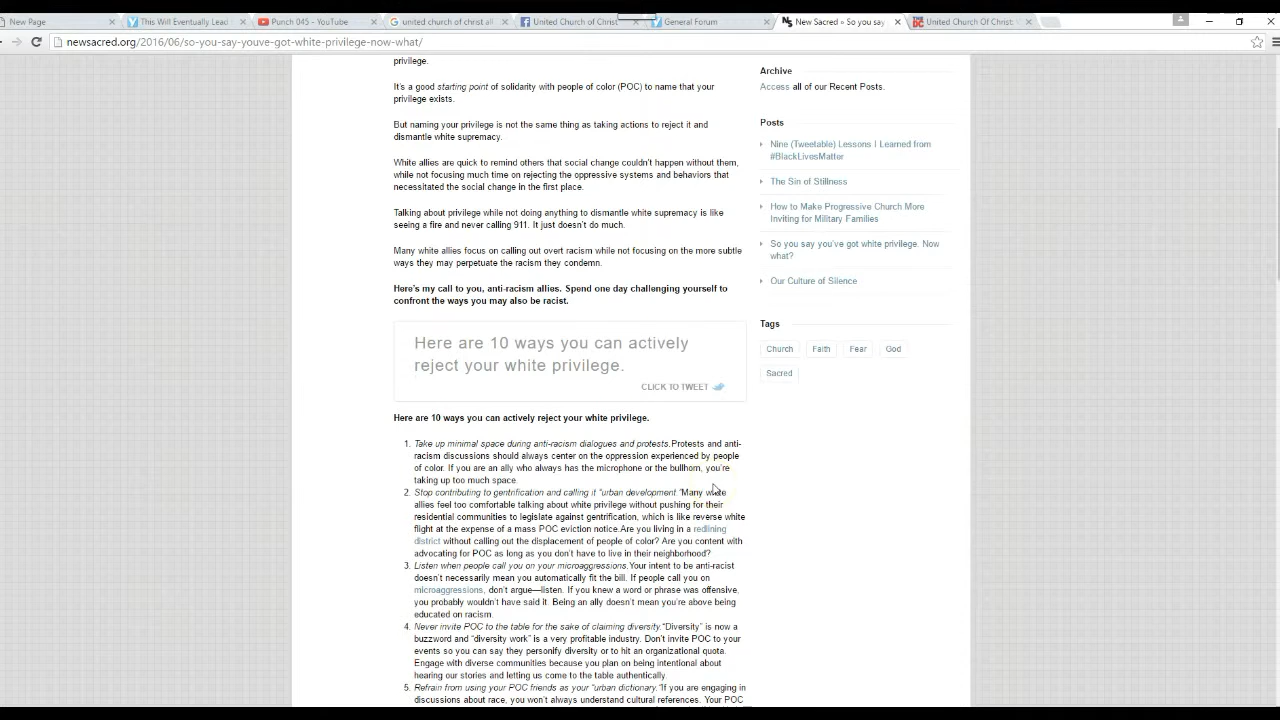 New Page
This Will Eventually Lead
Punch 045 - YouTube
united church of christ all
United Church of Christ
General Forum
New Sacred » So you say
United Church Of Christ: V
newsacred.org/2016/06/so-you-say-youve-got-white-privilege-now-what/
privilege.
It's a good starting point of solidarity with people of color (POC) to name that your
privilege exists.
But naming your privilege is not the same thing as taking actions to reject it and
dismantle white supremacy.
White allies are quick to remind others that social change couldn't happen without them,
while not focusing much time on rejecting the oppressive systems and behaviors that
necessitated the social change in the first place.
Talking about privilege while not doing anything to dismantle white supremacy is like
seeing a fire and never calling 911. It just doesn't do much.
Many white allies focus on calling out overt racism while not focusing on the more subtle
ways they may perpetuate the racism they condemn.
Here's my call to you, anti-racism allies. Spend one day challenging yourself to
confront the ways you may also be racist.
Here are 10 ways you can actively
reject your white privilege.
CLICK TO TWEET
Here are 10 ways you can actively reject your white privilege.
1. Take up minimal space during anti-racism dialogues and protests.Protests and anti-
racism discussions should always center on the oppression experienced by people
of color. If you are an ally who always has the microphone or the bullhorn, you're
taking up too much space.
2. Stop contributing to gentrification and calling it "urban development."Many white
allies feel too comfortable talking about white privilege without pushing for their
residential communities to legislate against gentrification, which is like reverse white
flight at the expense of a mass POC eviction notice.Are you living in a redlining
district without calling out the displacement of people of color? Are you content with
advocating for POC as long as you don't have to live in their neighborhood?
3. Listen when people call you on your microaggressions.Your intent to be anti-racist
doesn't necessarily mean you automatically fit the bill. If people call you on
microaggressions, don't argue—listen. If you knew a word or phrase was offensive,
you probably wouldn't have said it. Being an ally doesn't mean you're above being
educated on racism.
4. Never invite POC to the table for the sake of claiming diversity."Diversity" is now a
buzzword and "diversity work" is a very profitable industry. Don't invite POC to your
events so you can say they personify diversity or to hit an organizational quota.
Engage with diverse communities because you plan on being intentional about
hearing our stories and letting us come to the table authentically.
5. Refrain from using your POC friends as your "urban dictionary."If you are engaging in
discussions about race, you won't always understand cultural references. Your POC
Archive
Access all of our Recent Posts.
Posts
Nine (Tweetable) Lessons I Learned from
#BlackLivesMatter
The Sin of Stillness
How to Make Progressive Church More
Inviting for Military Families
So you say you've got white privilege. Now
what?
Our Culture of Silence
Tags
Church Faith Fear God
Sacred